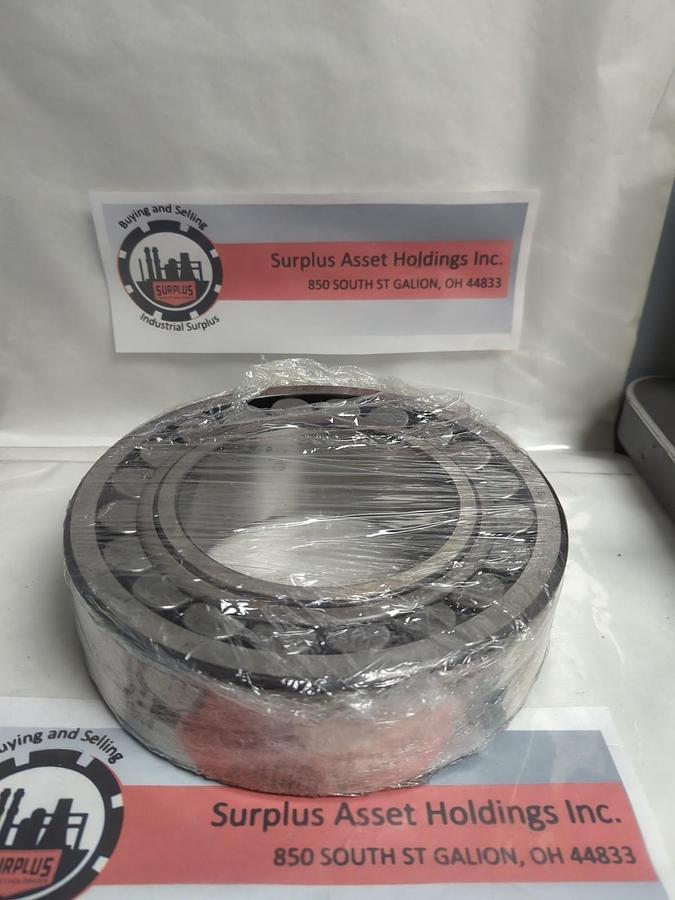 Buying and Selling
SURPLUS
Industrial Surplus
Surplus Asset Holdings Inc.
850 SOUTH ST GALION, OH 44833
uying and Selling
URPLUS
Surplus Asset Holdings Inc.
850 SOUTH ST GALION, OH 44833